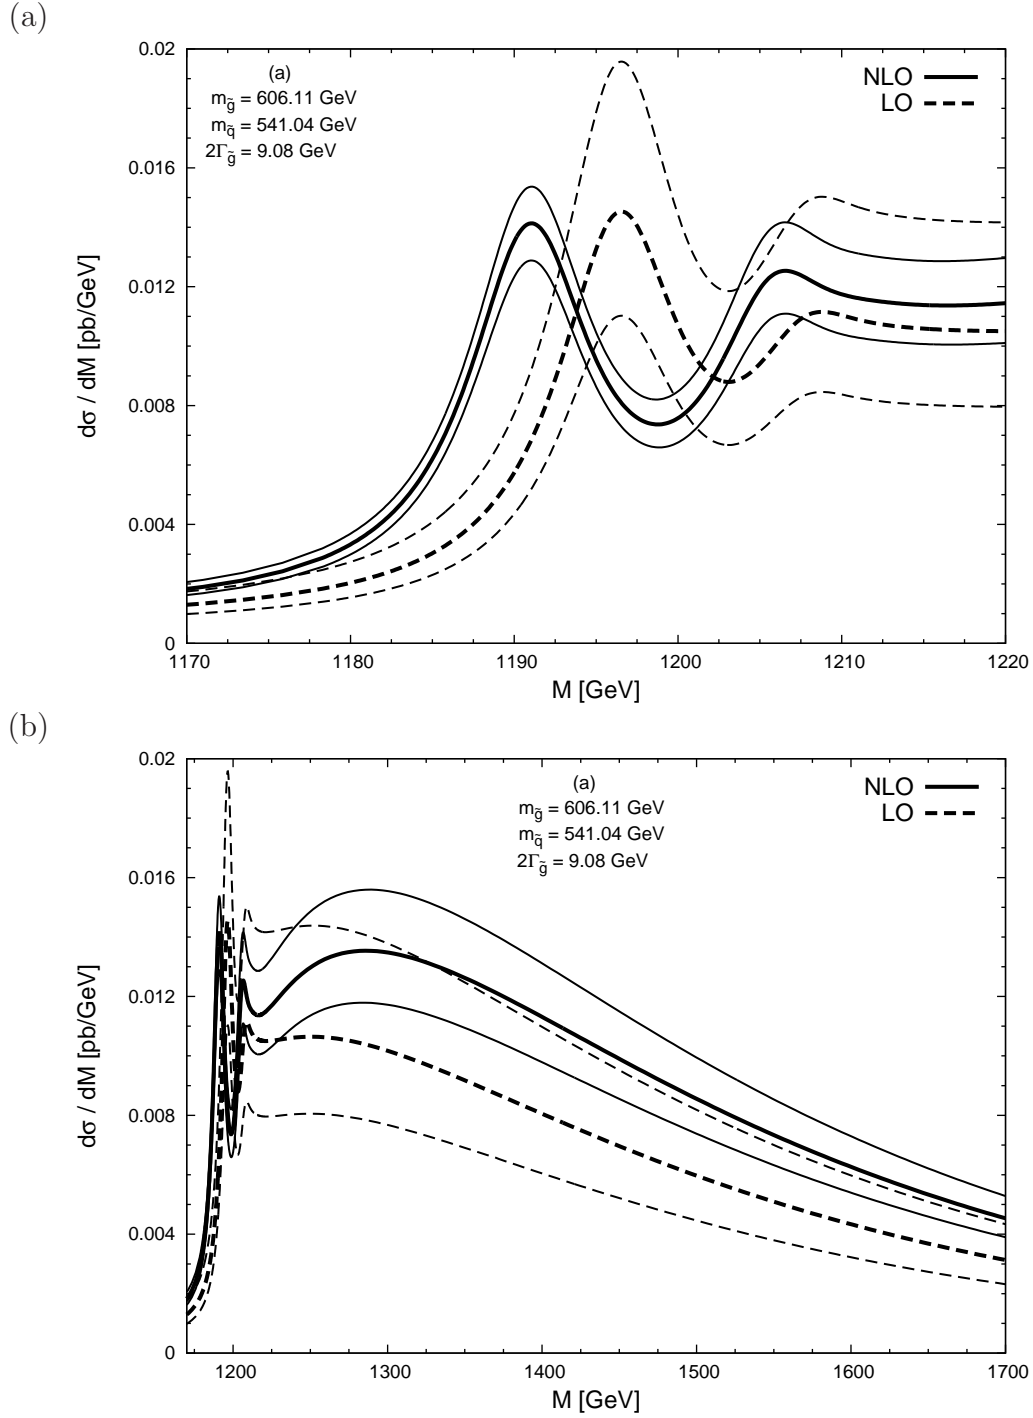 (a)
0.02
0.016
0.012
0.008
0.004
0
dσ / dM [pb/GeV]
(a)
m_g̃ = 606.11 GeV
m_q̃ = 541.04 GeV
2Γ_g̃ = 9.08 GeV
NLO
LO
1170 1180 1190 1200 1210 1220
M [GeV]
(b)
0.02
0.016
0.012
0.008
0.004
0
dσ / dM [pb/GeV]
(a)
m_g̃ = 606.11 GeV
m_q̃ = 541.04 GeV
2Γ_g̃ = 9.08 GeV
NLO
LO
1200 1300 1400 1500 1600 1700
M [GeV]